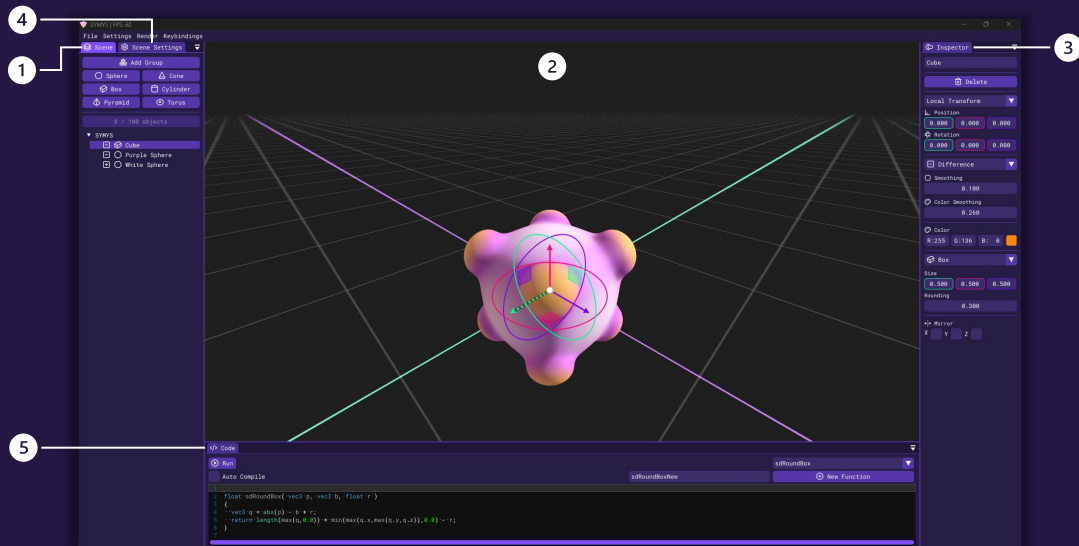 SYMYS | FPS: 60
File Settings Render Keybindings
4
1
2
3
5
Scene
Scene Settings
Add Group
Sphere
Cone
Box
Cylinder
Pyramid
Torus
3 / 100 objects
SYMYS
Cube
Purple Sphere
White Sphere
Inspector
Cube
Delete
Local Transform
Position
0.000 0.000 0.000
Rotation
0.000 0.000 0.000
Difference
Smoothing
0.100
Color Smoothing
0.260
Color
R:255 G:136 B: 0
Box
Size
0.500 0.500 0.500
Rounding
0.300
Mirror
X Y Z
</> Code
Run
sdRoundBox
Auto Compile
sdRoundBoxNew
New Function
1
2 float sdRoundBox( vec3 p, vec3 b, float r )
3 {
4 vec3 q = abs(p) - b + r;
5 return length(max(q,0.0)) + min(max(q.x,max(q.y,q.z)),0.0) - r;
6 }
7